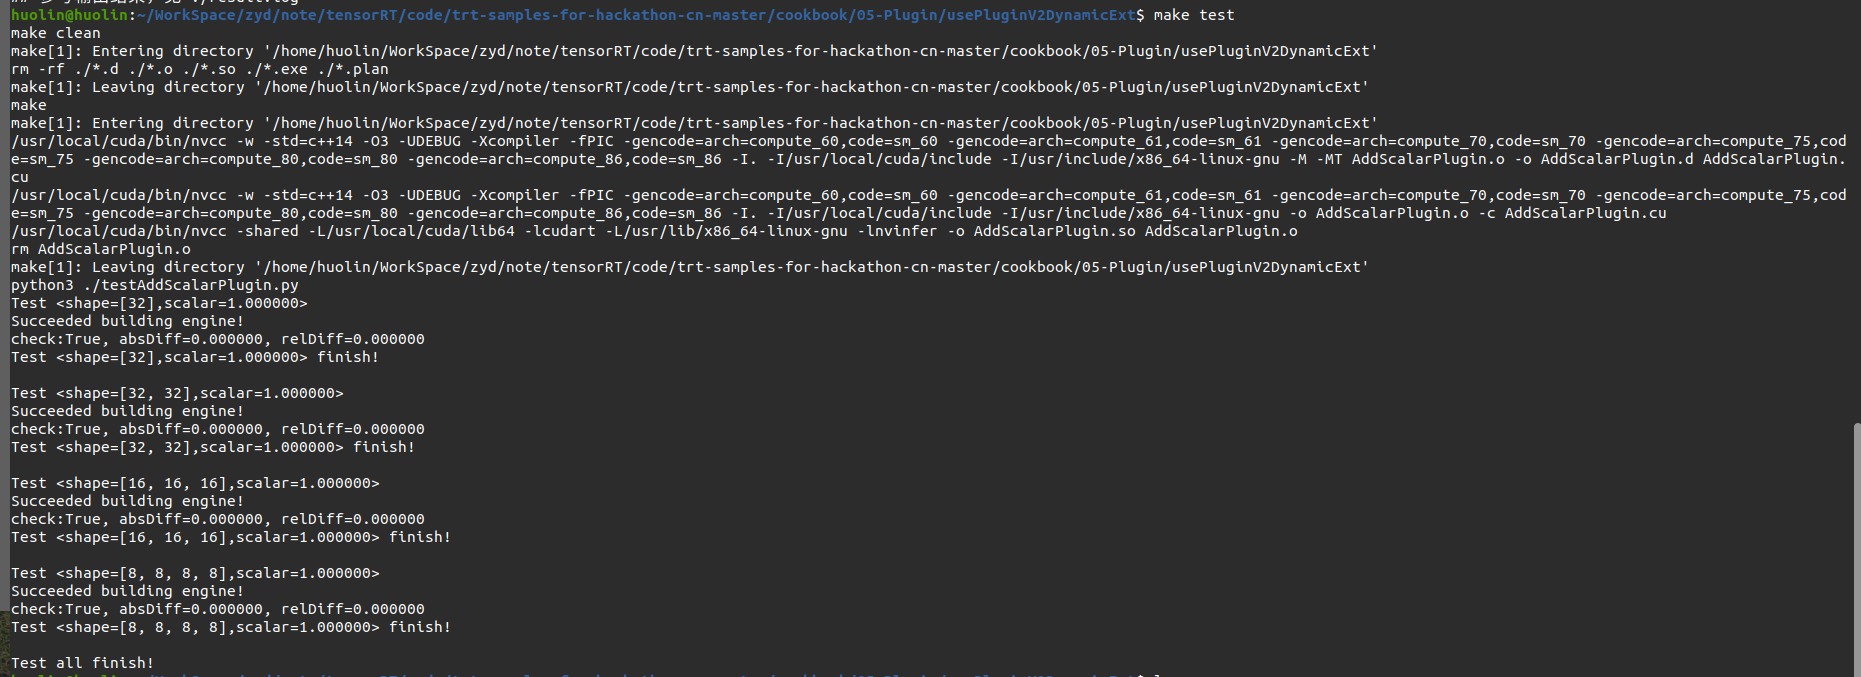 huolin@huolin:~/WorkSpace/zyd/note/tensorRT/code/trt-samples-for-hackathon-cn-master/cookbook/05-Plugin/usePluginV2DynamicExt$ make test
make clean
make[1]: Entering directory '/home/huolin/WorkSpace/zyd/note/tensorRT/code/trt-samples-for-hackathon-cn-master/cookbook/05-Plugin/usePluginV2DynamicExt'
rm -rf ./*.d ./*.o ./*.so ./*.exe ./*.plan
make[1]: Leaving directory '/home/huolin/WorkSpace/zyd/note/tensorRT/code/trt-samples-for-hackathon-cn-master/cookbook/05-Plugin/usePluginV2DynamicExt'
make
make[1]: Entering directory '/home/huolin/WorkSpace/zyd/note/tensorRT/code/trt-samples-for-hackathon-cn-master/cookbook/05-Plugin/usePluginV2DynamicExt'
/usr/local/cuda/bin/nvcc -w -std=c++14 -O3 -UDEBUG -Xcompiler -fPIC -gencode=arch=compute_60,code=sm_60 -gencode=arch=compute_61,code=sm_61 -gencode=arch=compute_70,code=sm_70 -gencode=arch=compute_75,cod
e=sm_75 -gencode=arch=compute_80,code=sm_80 -gencode=arch=compute_86,code=sm_86 -I. -I/usr/local/cuda/include -I/usr/include/x86_64-linux-gnu -M -MT AddScalarPlugin.o -o AddScalarPlugin.d AddScalarPlugin.
cu
/usr/local/cuda/bin/nvcc -w -std=c++14 -O3 -UDEBUG -Xcompiler -fPIC -gencode=arch=compute_60,code=sm_60 -gencode=arch=compute_61,code=sm_61 -gencode=arch=compute_70,code=sm_70 -gencode=arch=compute_75,cod
e=sm_75 -gencode=arch=compute_80,code=sm_80 -gencode=arch=compute_86,code=sm_86 -I. -I/usr/local/cuda/include -I/usr/include/x86_64-linux-gnu -o AddScalarPlugin.o -c AddScalarPlugin.cu
/usr/local/cuda/bin/nvcc -shared -L/usr/local/cuda/lib64 -lcudart -L/usr/lib/x86_64-linux-gnu -lnvinfer -o AddScalarPlugin.so AddScalarPlugin.o
rm AddScalarPlugin.o
make[1]: Leaving directory '/home/huolin/WorkSpace/zyd/note/tensorRT/code/trt-samples-for-hackathon-cn-master/cookbook/05-Plugin/usePluginV2DynamicExt'
python3 ./testAddScalarPlugin.py
Test <shape=[32],scalar=1.000000>
Succeeded building engine!
check:True, absDiff=0.000000, relDiff=0.000000
Test <shape=[32],scalar=1.000000> finish!

Test <shape=[32, 32],scalar=1.000000>
Succeeded building engine!
check:True, absDiff=0.000000, relDiff=0.000000
Test <shape=[32, 32],scalar=1.000000> finish!

Test <shape=[16, 16, 16],scalar=1.000000>
Succeeded building engine!
check:True, absDiff=0.000000, relDiff=0.000000
Test <shape=[16, 16, 16],scalar=1.000000> finish!

Test <shape=[8, 8, 8, 8],scalar=1.000000>
Succeeded building engine!
check:True, absDiff=0.000000, relDiff=0.000000
Test <shape=[8, 8, 8, 8],scalar=1.000000> finish!

Test all finish!